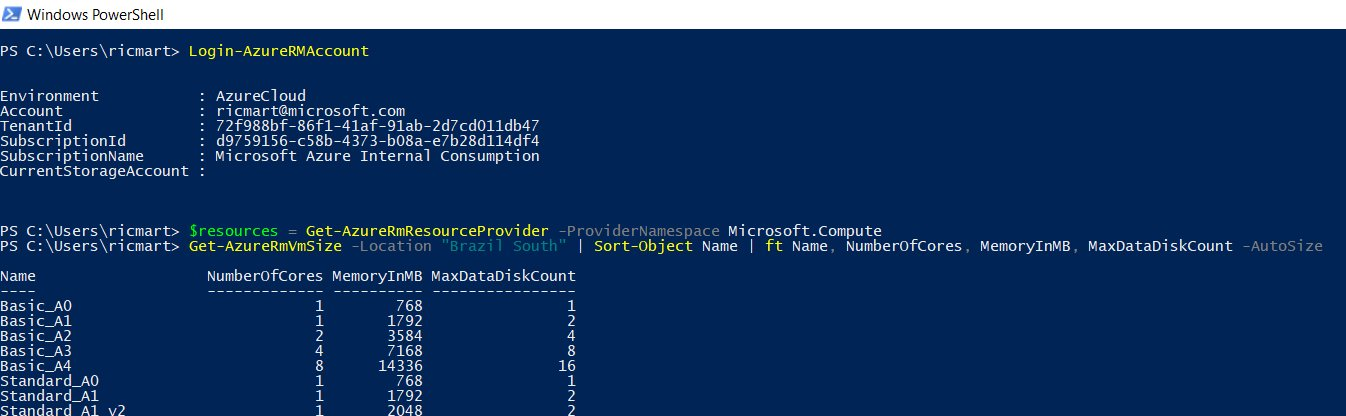 Windows PowerShell
PS C:\Users\ricmart> Login-AzureRMAccount
Environment : AzureCloud
Account : ricmart@microsoft.com
TenantId : 72f988bf-86f1-41af-91ab-2d7cd011db47
SubscriptionId : d9759156-c58b-4373-b08a-e7b28d114df4
SubscriptionName : Microsoft Azure Internal Consumption
CurrentStorageAccount :
PS C:\Users\ricmart> $resources = Get-AzureRmResourceProvider -ProviderNamespace Microsoft.Compute
PS C:\Users\ricmart> Get-AzureRmVmSize -Location "Brazil South" | Sort-Object Name | ft Name, NumberOfCores, MemoryInMB, MaxDataDiskCount -AutoSize
Name NumberOfCores MemoryInMB MaxDataDiskCount
---- ------------- ---------- ----------------
Basic_A0 1 768 1
Basic_A1 1 1792 2
Basic_A2 2 3584 4
Basic_A3 4 7168 8
Basic_A4 8 14336 16
Standard_A0 1 768 1
Standard_A1 1 1792 2
Standard_A1_v2 1 2048 2